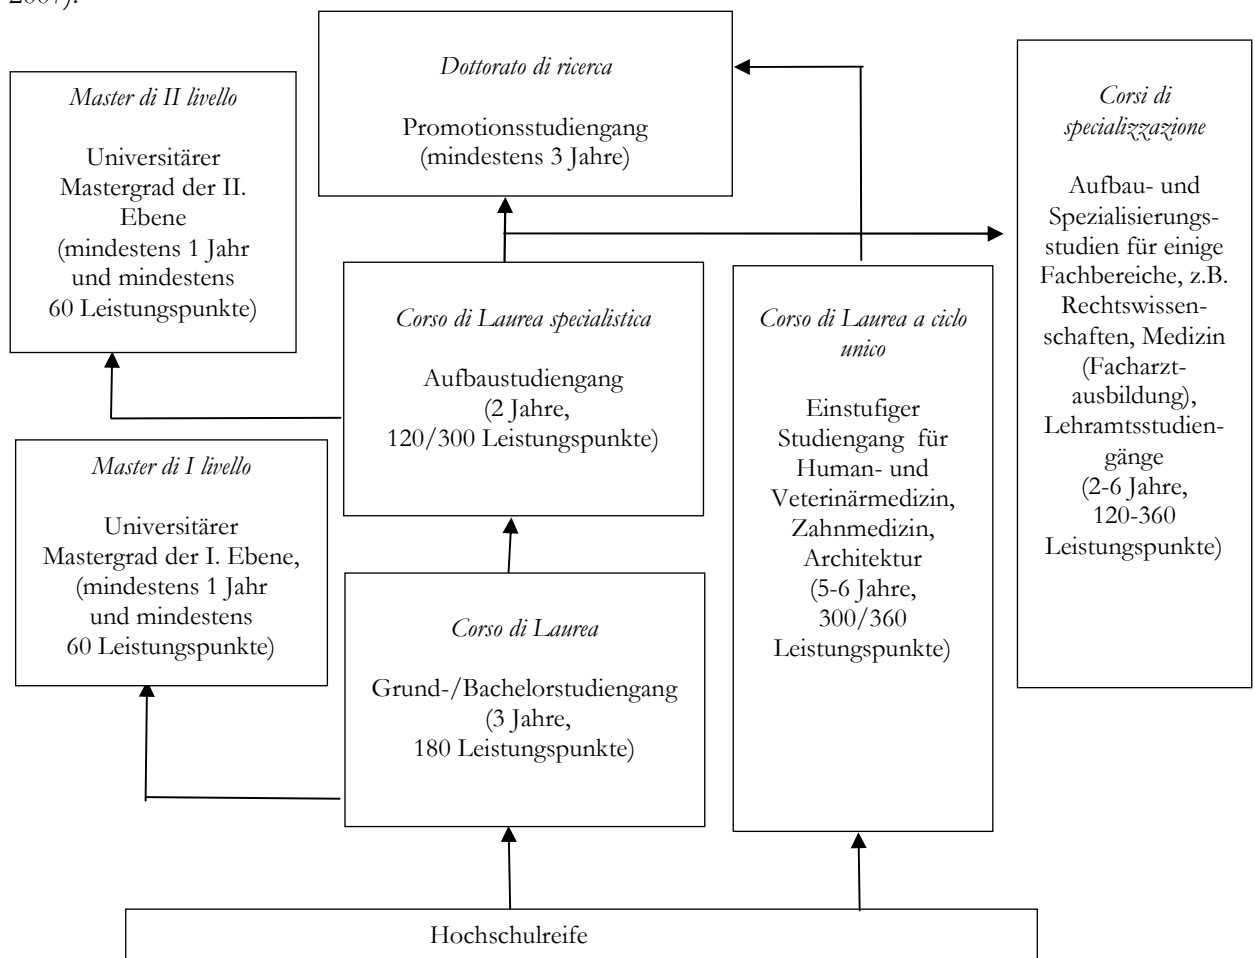 2007).
Dottorato di ricerca
Promotionsstudiengang
(mindestens 3 Jahre)
Master di II livello
Universitärer
Mastergrad der II.
Ebene
(mindestens 1 Jahr
und mindestens
60 Leistungspunkte)
Corsi di
specializzazione
Aufbau- und
Spezialisierungs-
studien für einige
Fachbereiche, z.B.
Rechtswissen-
schaften, Medizin
(Facharzt-
ausbildung),
Lehramtsstudien-
gänge
(2-6 Jahre,
120-360
Leistungspunkte)
Corso di Laurea specialistica
Aufbaustudiengang
(2 Jahre,
120/300 Leistungspunkte)
Corso di Laurea a ciclo
unico
Einstufiger
Studiengang für
Human- und
Veterinärmedizin,
Zahnmedizin,
Architektur
(5-6 Jahre,
300/360
Leistungspunkte)
Master di I livello
Universitärer
Mastergrad der I. Ebene,
(mindestens 1 Jahr
und mindestens
60 Leistungspunkte)
Corso di Laurea
Grund-/Bachelorstudiengang
(3 Jahre,
180 Leistungspunkte)
Hochschulreife